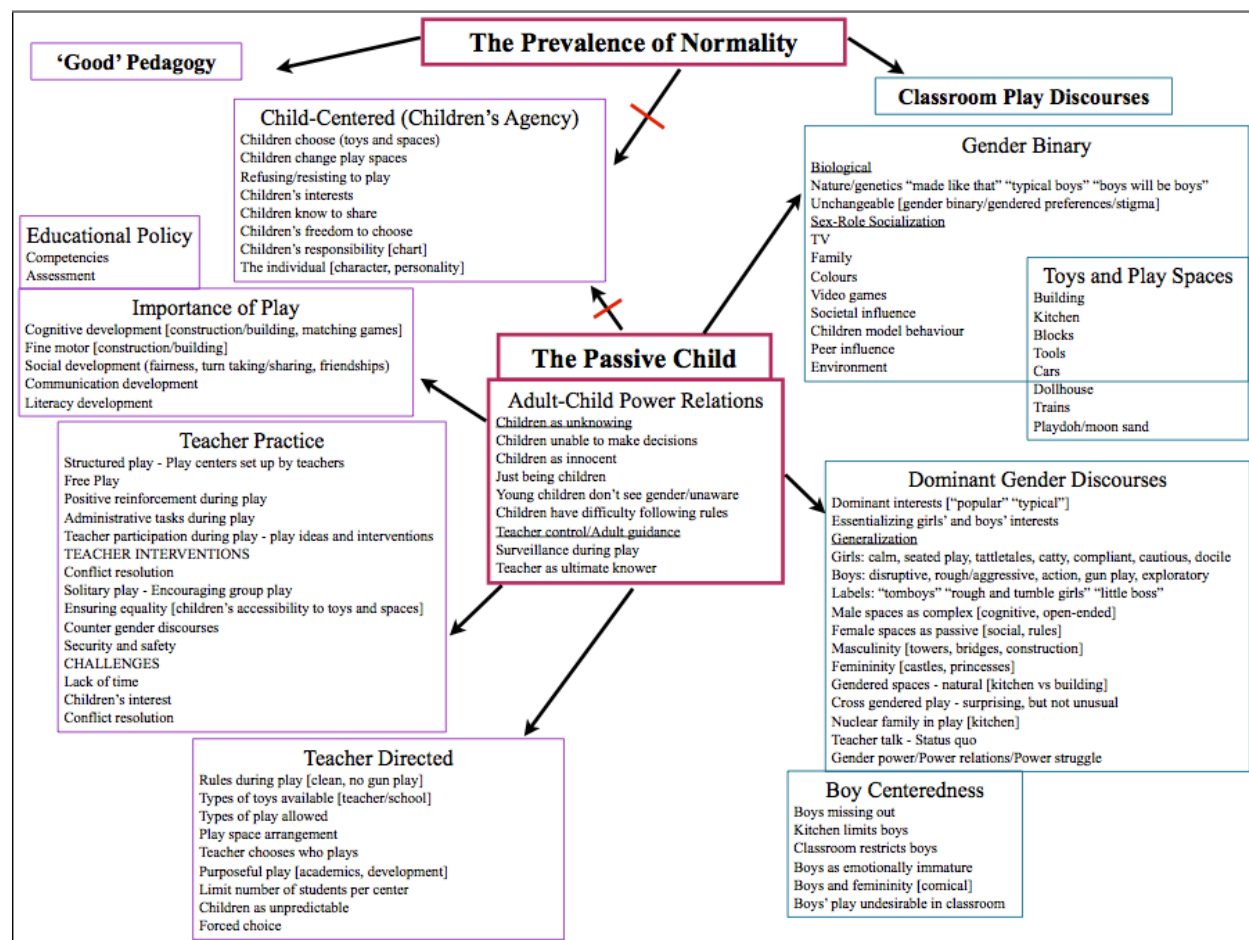 The Prevalence of Normality
‘Good’ Pedagogy
Classroom Play Discourses
Child-Centered (Children’s Agency)
Children choose (toys and spaces)
Children change play spaces
Refusing/resisting to play
Children’s interests
Children know to share
Children’s freedom to choose
Children’s responsibility [chart]
The individual [character, personality]
Educational Policy
Competencies
Assessment
Importance of Play
Cognitive development [construction/building, matching games]
Fine motor [construction/building]
Social development (fairness, turn taking/sharing, friendships)
Communication development
Literacy development
Teacher Practice
Structured play - Play centers set up by teachers
Free Play
Positive reinforcement during play
Administrative tasks during play
Teacher participation during play - play ideas and interventions
TEACHER INTERVENTIONS
Conflict resolution
Solitary play - Encouraging group play
Ensuring equality [children’s accessibility to toys and spaces]
Counter gender discourses
Security and safety
CHALLENGES
Lack of time
Children’s interest
Conflict resolution
Teacher Directed
Rules during play [clean, no gun play]
Types of toys available [teacher/school]
Types of play allowed
Play space arrangement
Teacher chooses who plays
Purposeful play [academics, development]
Limit number of students per center
Children as unpredictable
Forced choice
The Passive Child
Adult-Child Power Relations
Children as unknowing
Children unable to make decisions
Children as innocent
Just being children
Young children don’t see gender/unaware
Children have difficulty following rules
Teacher control/Adult guidance
Surveillance during play
Teacher as ultimate knower
Gender Binary
Biological
Nature/genetics “made like that” “typical boys” “boys will be boys”
Unchangeable [gender binary/gendered preferences/stigma]
Sex-Role Socialization
TV
Family
Colours
Video games
Societal influence
Children model behaviour
Peer influence
Environment
Toys and Play Spaces
Building
Kitchen
Blocks
Tools
Cars
Dollhouse
Trains
Playdoh/moon sand
Dominant Gender Discourses
Dominant interests [“popular” “typical”]
Essentializing girls’ and boys’ interests
Generalization
Girls: calm, seated play, tattletales, catty, compliant, cautious, docile
Boys: disruptive, rough/aggressive, action, gun play, exploratory
Labels: “tomboys” “rough and tumble girls” “little boss”
Male spaces as complex [cognitive, open-ended]
Female spaces as passive [social, rules]
Masculinity [towers, bridges, construction]
Femininity [castles, princesses]
Gendered spaces - natural [kitchen vs building]
Cross gendered play - surprising, but not unusual
Nuclear family in play [kitchen]
Teacher talk - Status quo
Gender power/Power relations/Power struggle
Boy Centeredness
Boys missing out
Kitchen limits boys
Classroom restricts boys
Boys as emotionally immature
Boys and femininity [comical]
Boys’ play undesirable in classroom